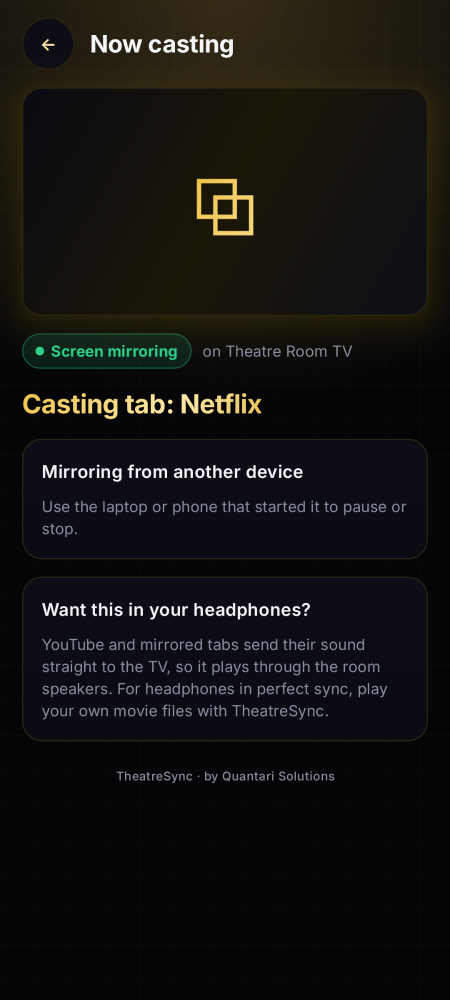 Now casting
Screen mirroring on Theatre Room TV
Casting tab: Netflix
Mirroring from another device
Use the laptop or phone that started it to pause or
stop.
Want this in your headphones?
YouTube and mirrored tabs send their sound
straight to the TV, so it plays through the room
speakers. For headphones in perfect sync, play
your own movie files with TheatreSync.
TheatreSync · by Quantari Solutions